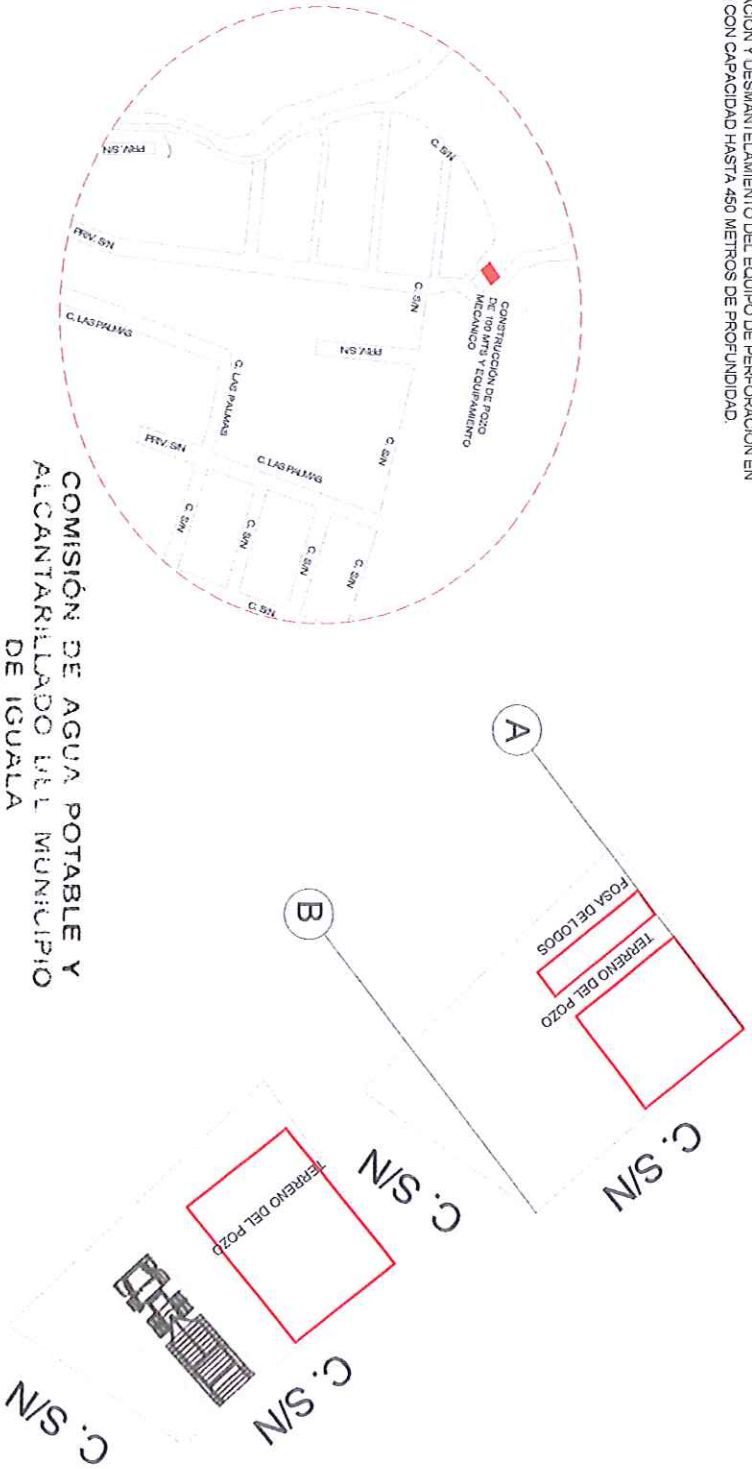 ACIÓN Y DESMANTELAMIENTO DEL EQUIPO DE PERFORACIÓN EN
CON CAPACIDAD HASTA 450 METROS DE PROFUNDIDAD.
C. S/N
PRIV. S/N
PRIV. S/N
C. LAS PALMAS
C. LAS PALMAS
C. S/N
PRIV. S/N
CONSTRUCCIÓN DE POZO
DE 100 MTS Y EQUIPAMIENTO
MECANICO
C. S/N
C. LAS PALMAS
PRIV. S/N
C. S/N
C. S/N
C. S/N
C. S/N
C. S/N
COMISIÓN DE AGUA POTABLE Y
ALCANTARILLADO DEL MUNICIPIO
DE IGUALA
A
FOSA DE LODOS
TERRENO DEL POZO
C. S/N
C. S/N
B
TERRENO DEL POZO
C. S/N
C. S/N